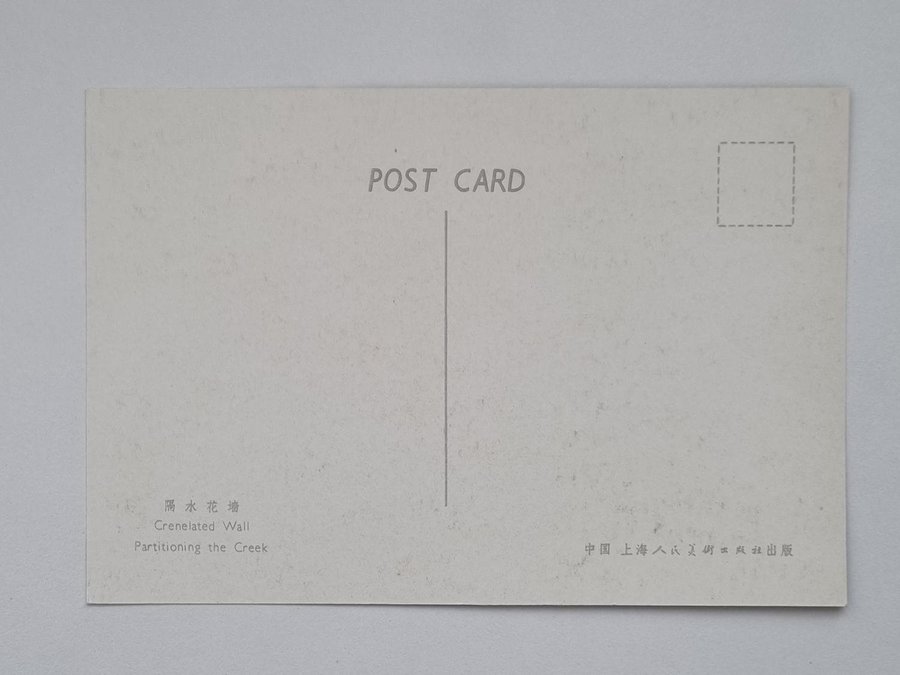 POST CARD
隔水花墙
Crenelated Wall
Partitioning the Creek
中国 上海人民美術出版社出版